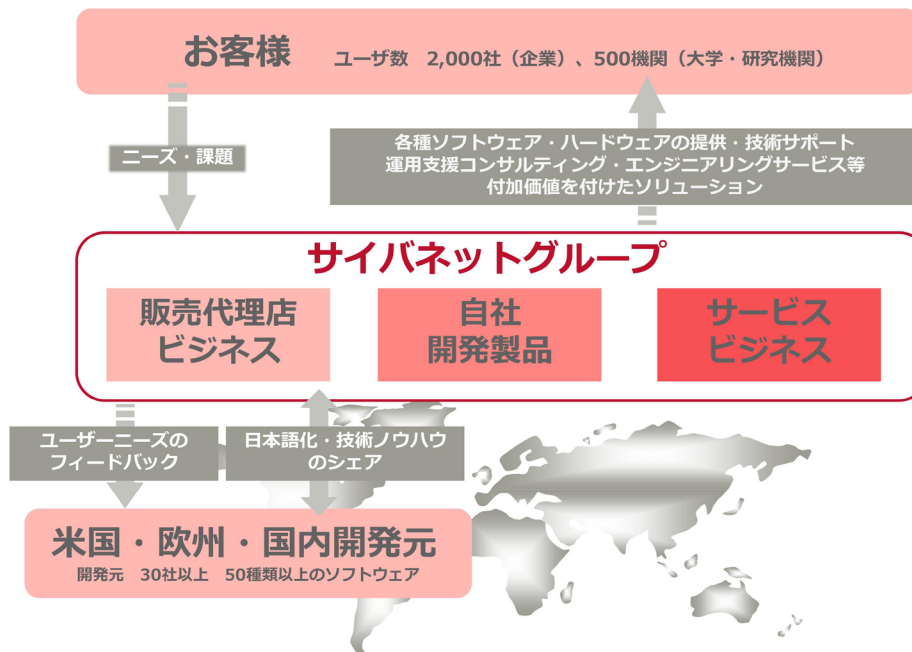 お客様 ユーザ数 2,000社（企業）、500機関（大学・研究機関）
ニーズ・課題
各種ソフトウェア・ハードウェアの提供・技術サポート
運用支援コンサルティング・エンジニアリングサービス等
付加価値を付けたソリューション
サイバネットグループ
販売代理店
ビジネス
自社
開発製品
サービス
ビジネス
ユーザーニーズの
フィードバック
日本語化・技術ノウハウ
のシェア
米国・欧州・国内開発元
開発元 30社以上 50種類以上のソフトウェア